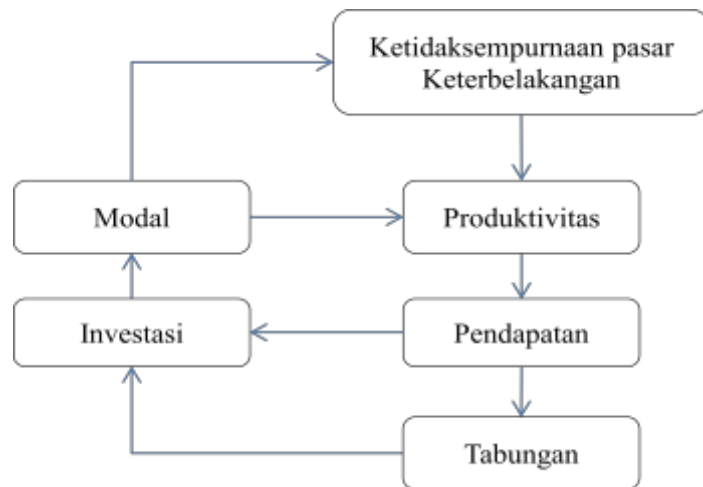 Ketidaksempurnaan pasar
Keterbelakangan
Modal
Produktivitas
Investasi
Pendapatan
Tabungan